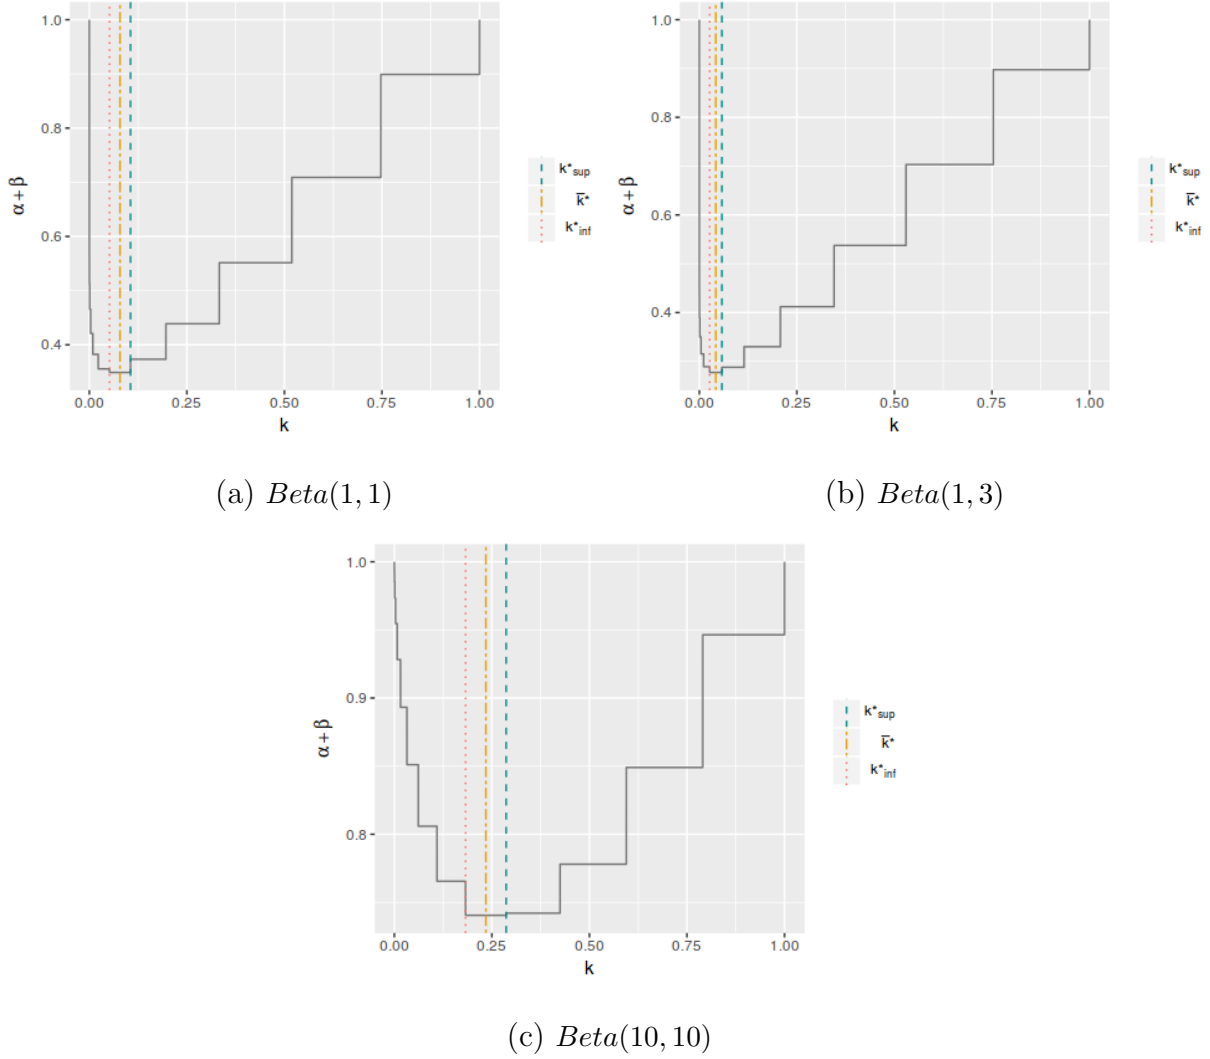 1.0
0.8
0.6
0.4
α + β
0.00 0.25 0.50 0.75 1.00
k
k*sup
k̄*
k*inf
(a) Beta(1, 1)
1.0
0.8
0.6
0.4
α + β
0.00 0.25 0.50 0.75 1.00
k
k*sup
k̄*
k*inf
(b) Beta(1, 3)
1.0
0.9
0.8
α + β
0.00 0.25 0.50 0.75 1.00
k
k*sup
k̄*
k*inf
(c) Beta(10, 10)